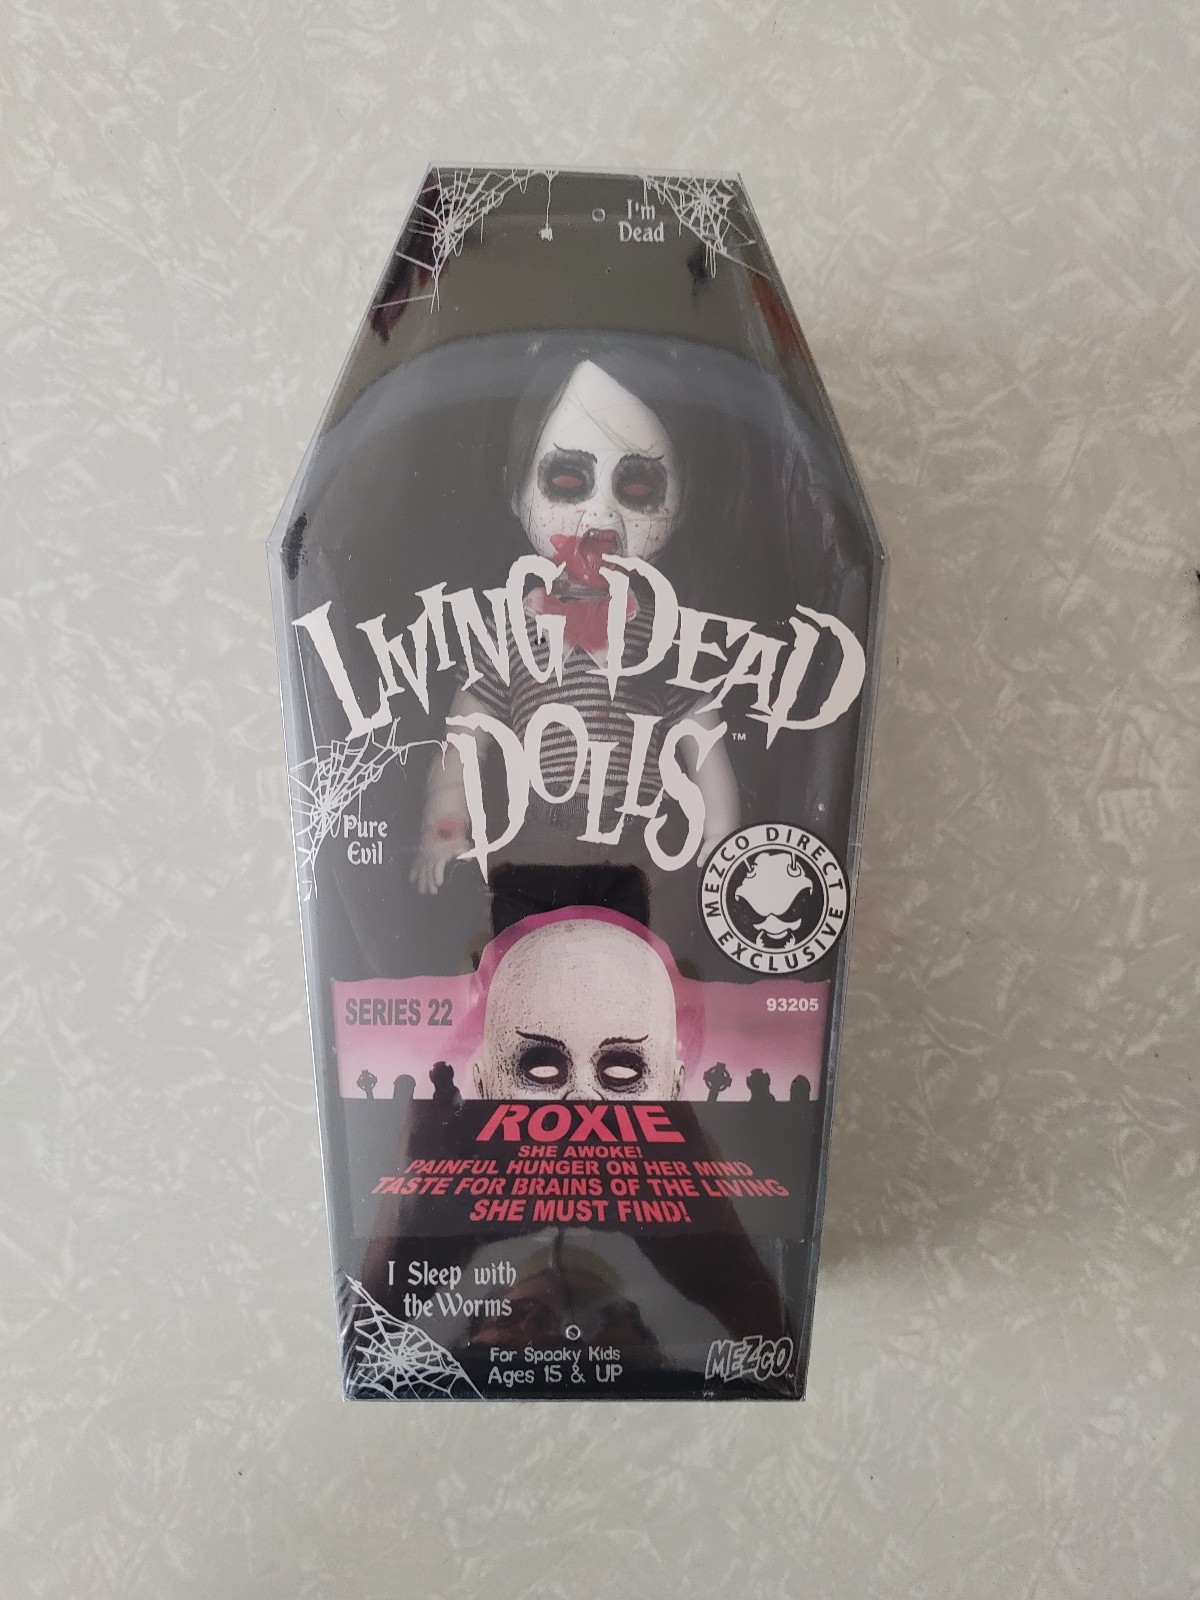 I'm
Dead
LIVING DEAD
DOLLS™
Pure
Evil
MEZCO DIRECT
EXCLUSIVE
SERIES 22
93205
ROXIE
SHE AWOKE!
PAINFUL HUNGER ON HER MIND
TASTE FOR BRAINS OF THE LIVING
SHE MUST FIND!
I Sleep with
the Worms
For Spooky Kids
Ages 15 & UP
MEZCO